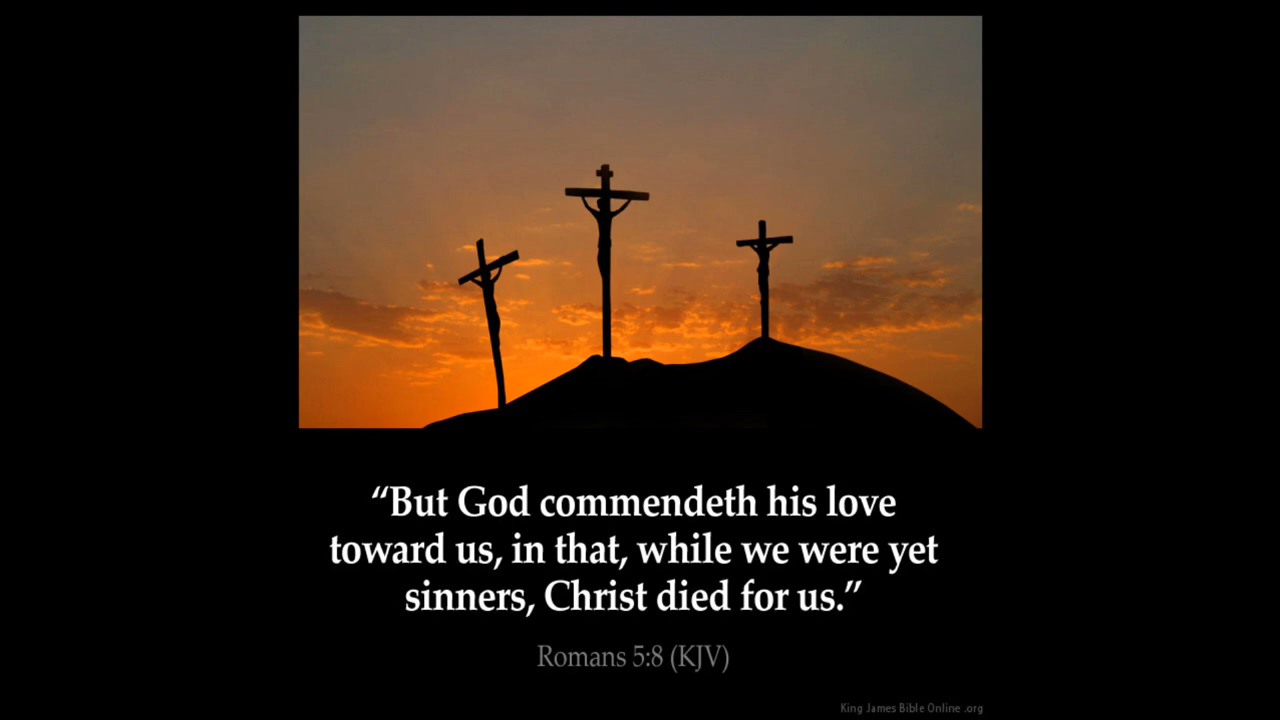 “But God commendeth his love
toward us, in that, while we were yet
sinners, Christ died for us.”
Romans 5:8 (KJV)
King James Bible Online .org